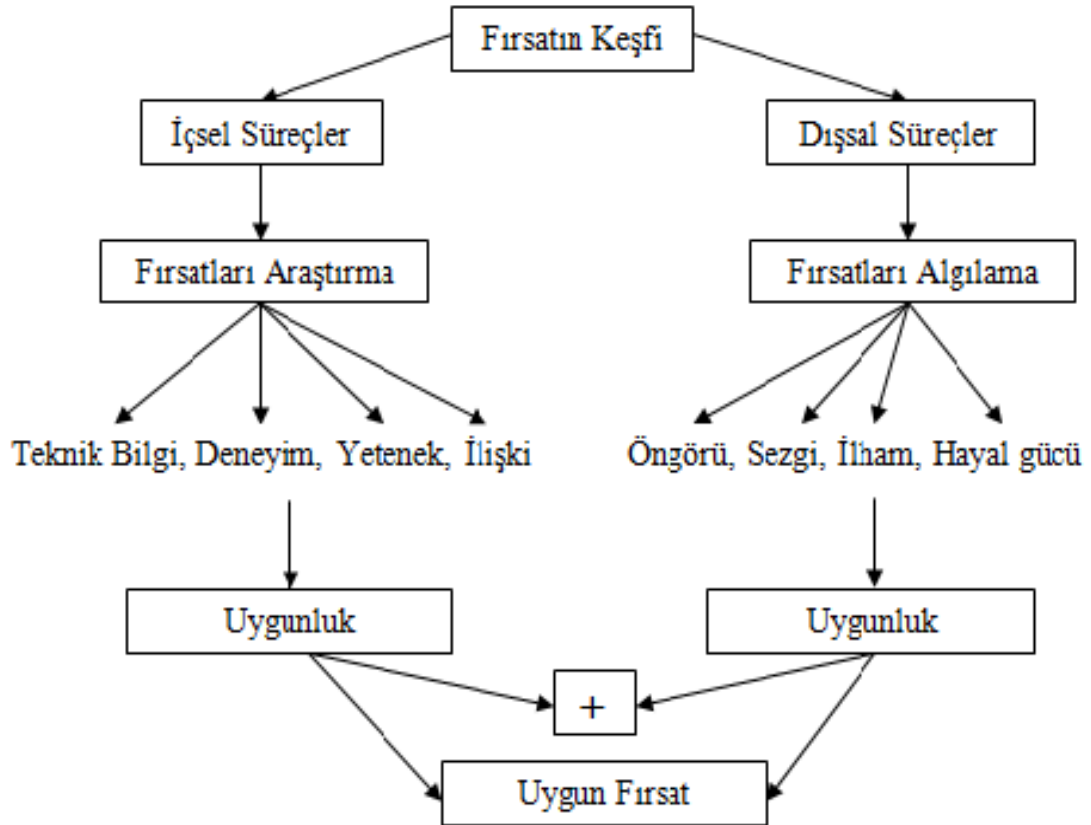 Fırsatın Keşfi
İçsel Süreçler
Dışsal Süreçler
Fırsatları Araştırma
Fırsatları Algılama
Teknik Bilgi, Deneyim, Yetenek, İlişki
Öngörü, Sezgi, İlham, Hayal gücü
Uygunluk
Uygunluk
+
Uygun Fırsat